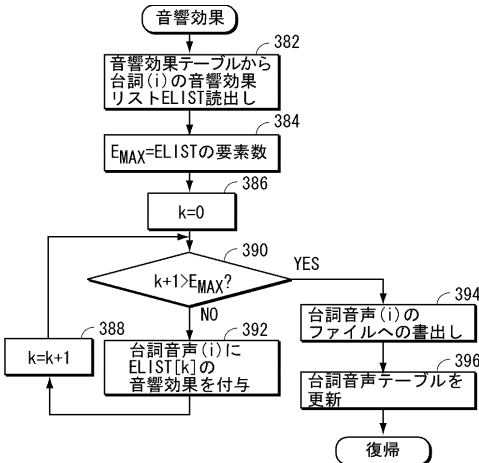 音響効果
382
音響効果テーブルから
台詞(i)の音響効果
リストELIST読出し
384
EMAX=ELISTの要素数
386
k=0
390
k+1>EMAX?
YES
NO
388
k=k+1
392
台詞音声(i)に
ELIST[k]の
音響効果を付与
394
台詞音声(i)の
ファイルへの書出し
396
台詞音声テーブルを
更新
復帰